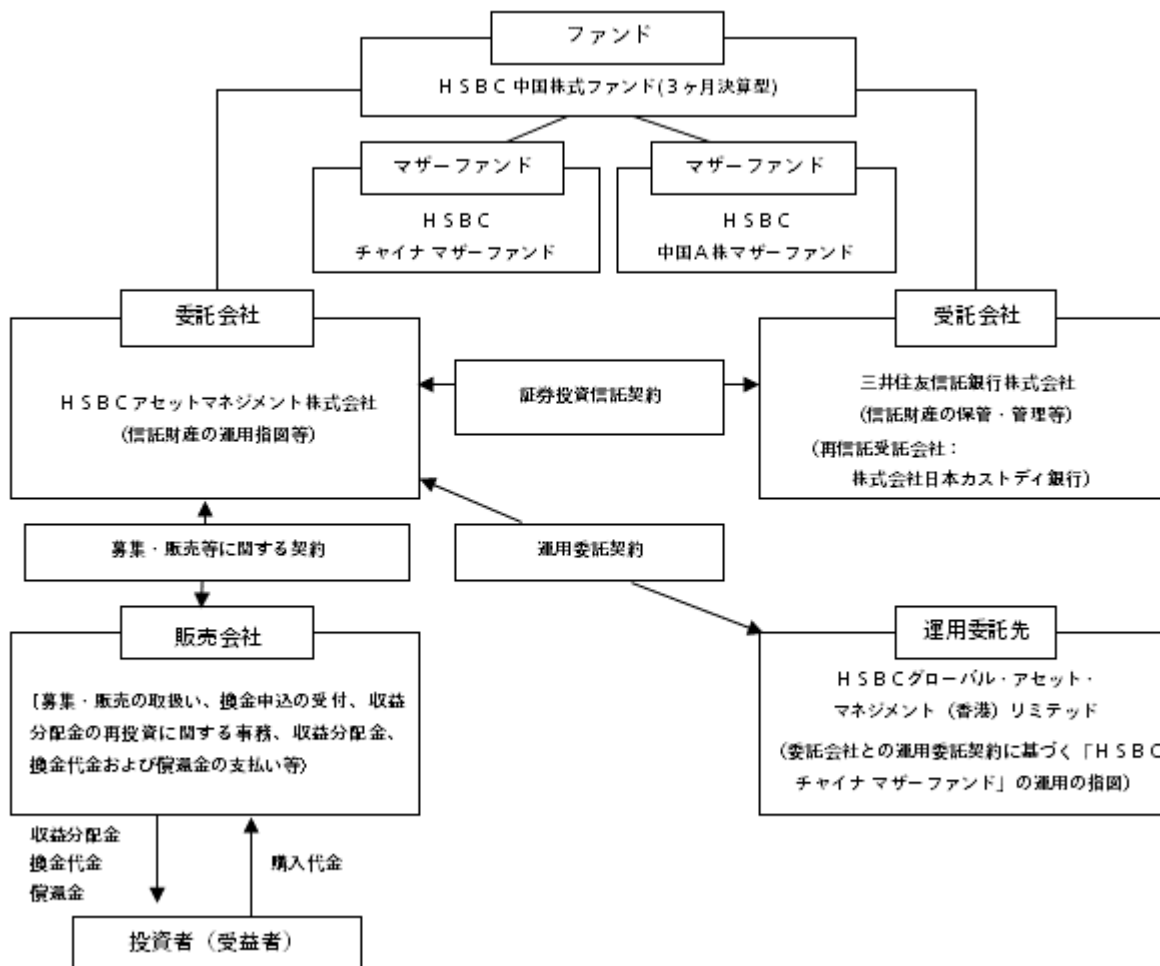 ファンド
ＨＳＢＣ 中国株式ファンド(３ヶ月決算型)
マザーファンド
ＨＳＢＣ
チャイナ マザーファンド
マザーファンド
ＨＳＢＣ
中国Ａ株マザーファンド
委託会社
ＨＳＢＣアセットマネジメント株式会社
(信託財産の運用指図等)
証券投資信託契約
受託会社
三井住友信託銀行株式会社
(信託財産の保管・管理等)
(再信託受託会社：
株式会社日本カストディ銀行)
募集・販売等に関する契約
運用委託契約
販売会社
[募集・販売の取扱い、換金申込の受付、収益
分配金の再投資に関する事務、収益分配金、
換金代金および償還金の支払い等)
運用委託先
ＨＳＢＣグローバル・アセット・
マネジメント（香港）リミテッド
(委託会社との運用委託契約に基づく「ＨＳＢＣ
チャイナ マザーファンド」の運用の指図)
収益分配金
換金代金
償還金
購入代金
投資者（受益者）